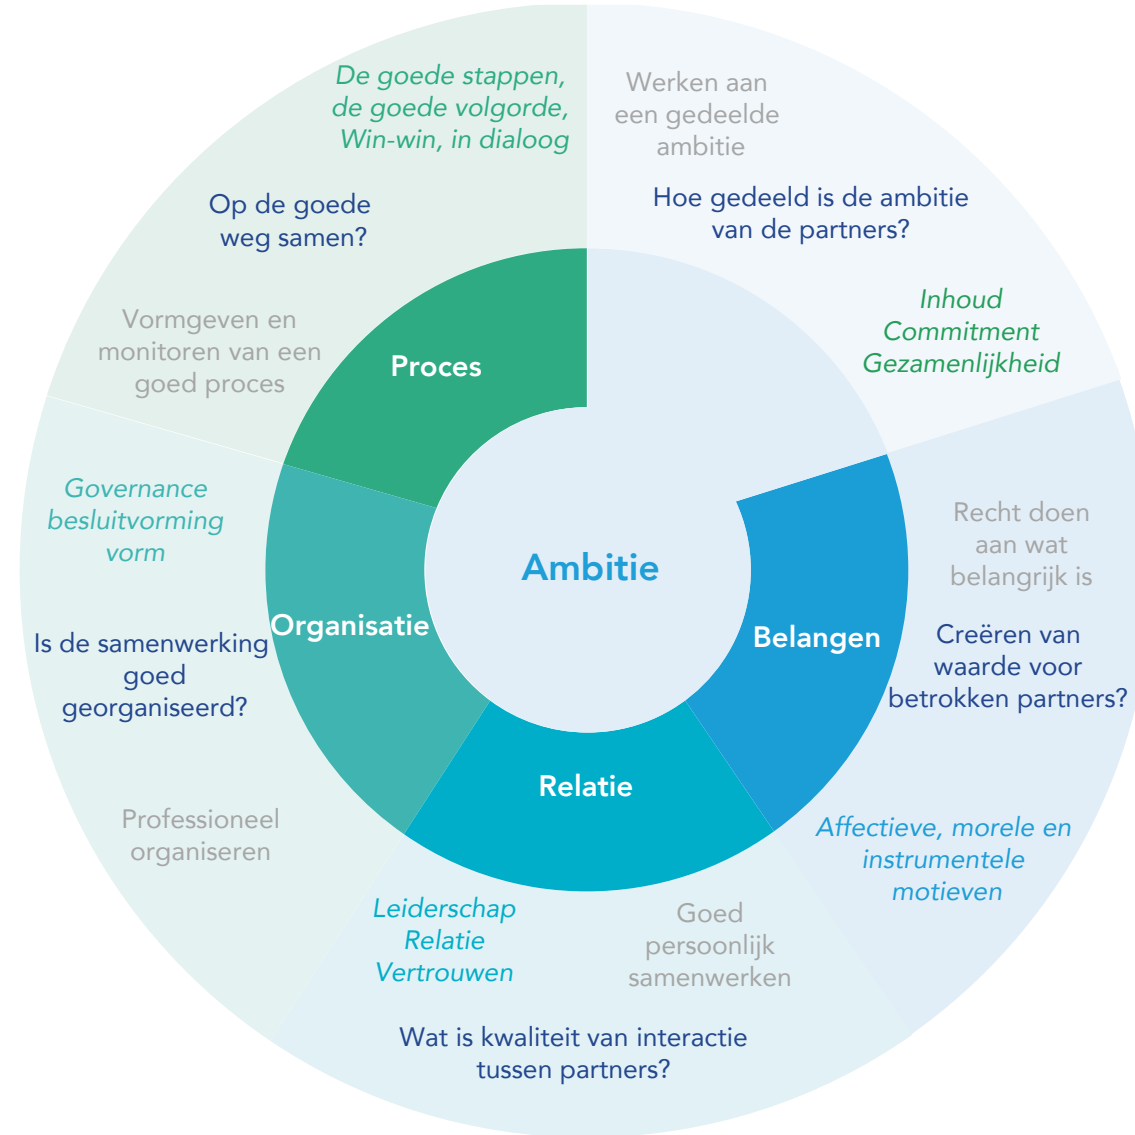 De goede stappen,
de goede volgorde,
Win-win, in dialoog
Op de goede
weg samen?
Vormgeven en
monitoren van een
goed proces
Proces
Werken aan
een gedeelde
ambitie
Hoe gedeeld is de ambitie
van de partners?
Inhoud
Commitment
Gezamenlijkheid
Ambitie
Recht doen
aan wat
belangrijk is
Creëren van
waarde voor
betrokken partners?
Affectieve, morele en
instrumentele
motieven
Belangen
Relatie
Leiderschap
Relatie
Vertrouwen
Goed
persoonlijk
samenwerken
Wat is kwaliteit van interactie
tussen partners?
Organisatie
Governance
besluitvorming
vorm
Is de samenwerking
goed
georganiseerd?
Professioneel
organiseren